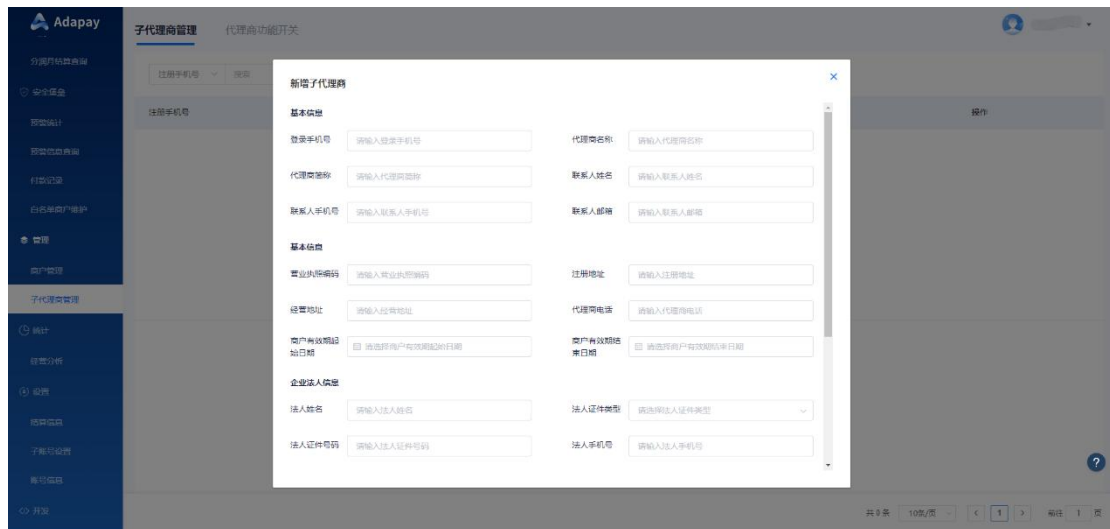 Adapay
子代理商管理 代理商功能开关
分润月结算查询
注册手机号 搜索
安全信息
预警统计
预警信息查询
付款记录
白名单商户维护
管理
商户管理
子代理商管理
统计
经营分析
设置
结算信息
子账号设置
账号信息
开发
注册手机号 操作
新增子代理商
基本信息
登录手机号 请输入登录手机号 代理商名称 请输入代理商名称
代理商简称 请输入代理商简称 联系人姓名 请输入联系人姓名
联系人手机号 请输入联系人手机号 联系人邮箱 请输入联系人邮箱
基本信息
营业执照编码 请输入营业执照编码 注册地址 请输入注册地址
经营地址 请输入经营地址 代理商电话 请输入代理商电话
商户有效期起始日期 请选择商户有效期起始日期 商户有效期结束日期 请选择商户有效期结束日期
企业法人信息
法人姓名 请输入法人姓名 法人证件类型 请选择法人证件类型
法人证件号码 请输入法人证件号码 法人手机号 请输入法人手机号
?
共 0 条 10条/页 1 前往 1 页